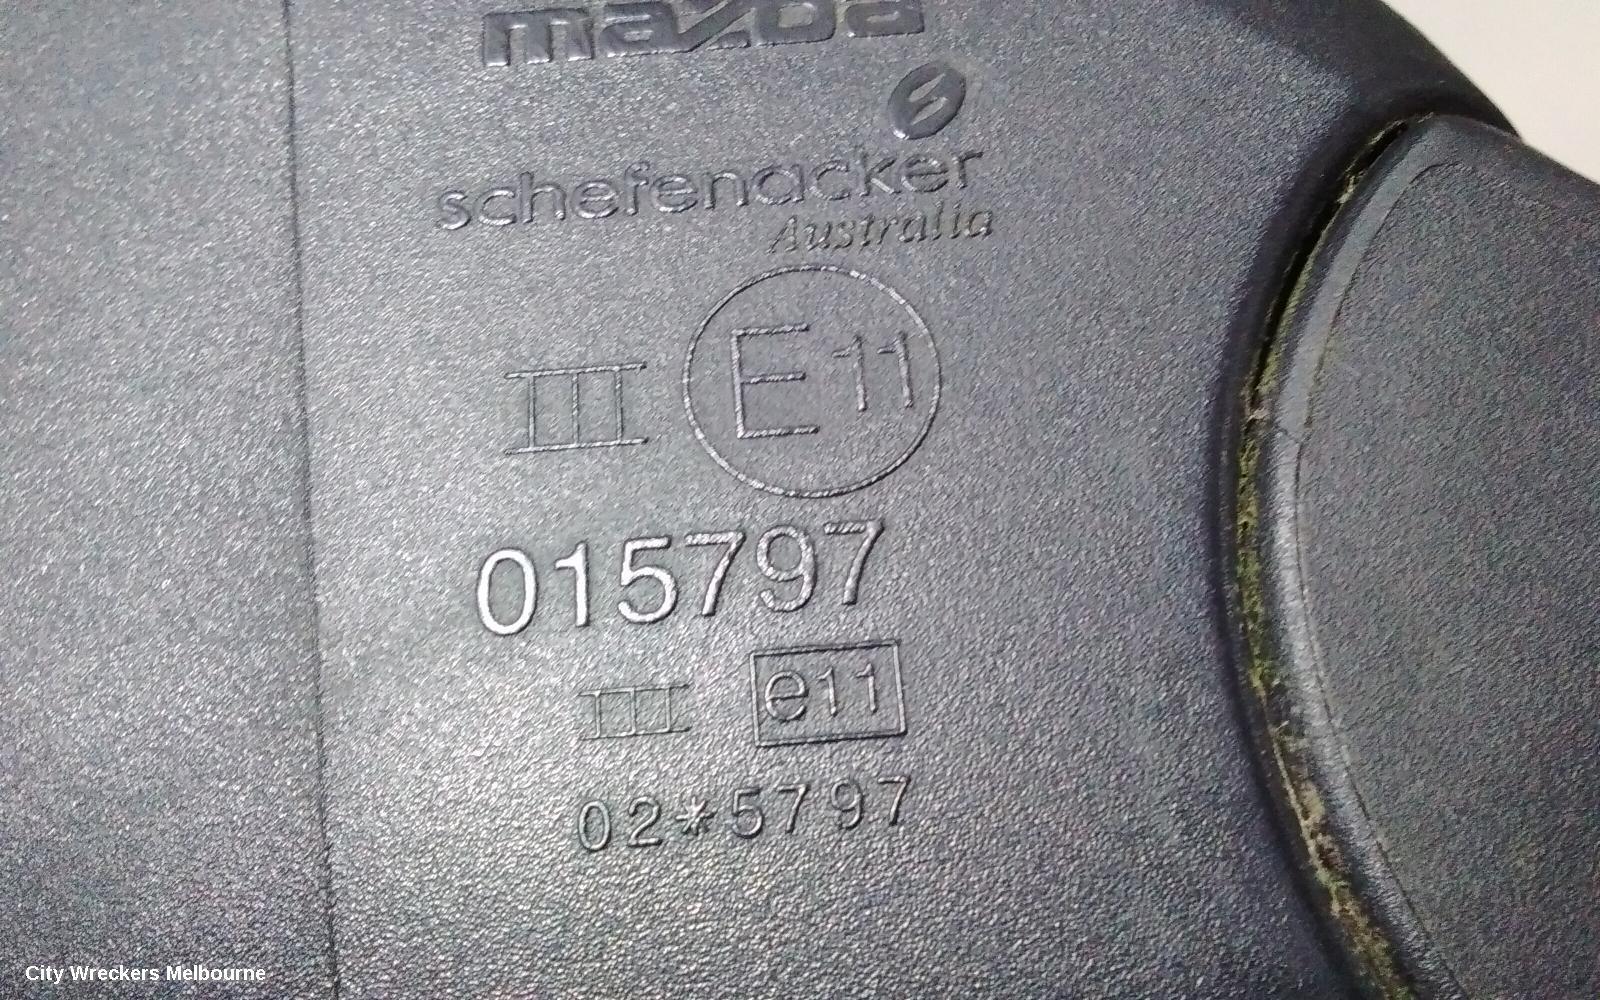 mazda
schefenacker
Australia
III E11
015797
III e11
02*5797
City Wreckers Melbourne